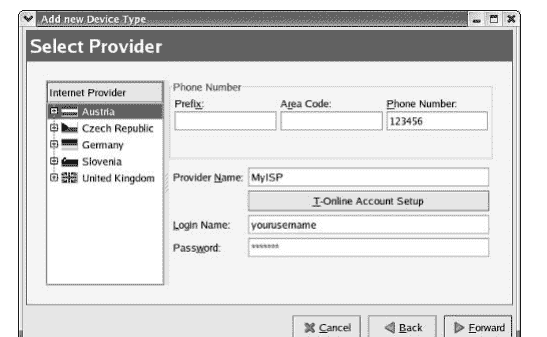 Add new Device Type
Select Provider
Internet Provider
Austria
Czech Republic
Germany
Slovenia
United Kingdom
Phone Number
Prefix: Area Code: Phone Number:
123456
Provider Name: MyISP
T-Online Account Setup
Login Name: yourusername
Password: *******
Cancel Back Forward